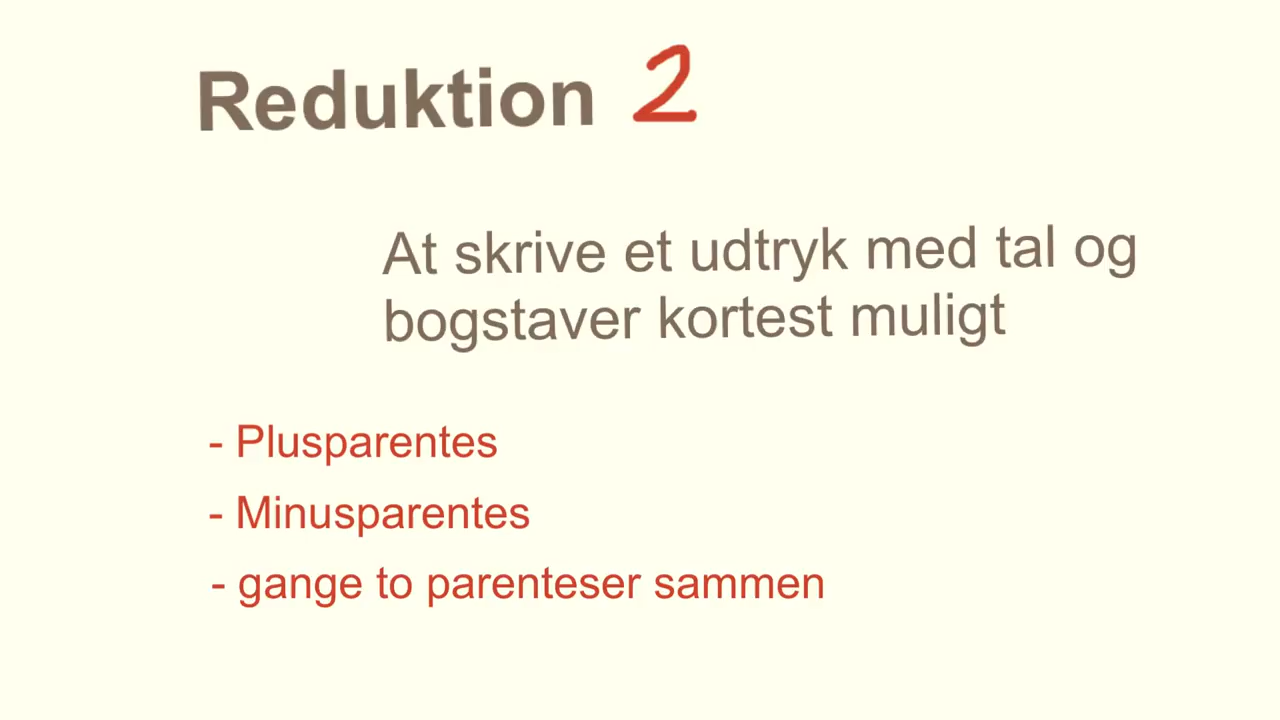 Reduktion 2
At skrive et udtryk med tal og
bogstaver kortest muligt
- Plusparentes
- Minusparentes
- gange to parenteser sammen